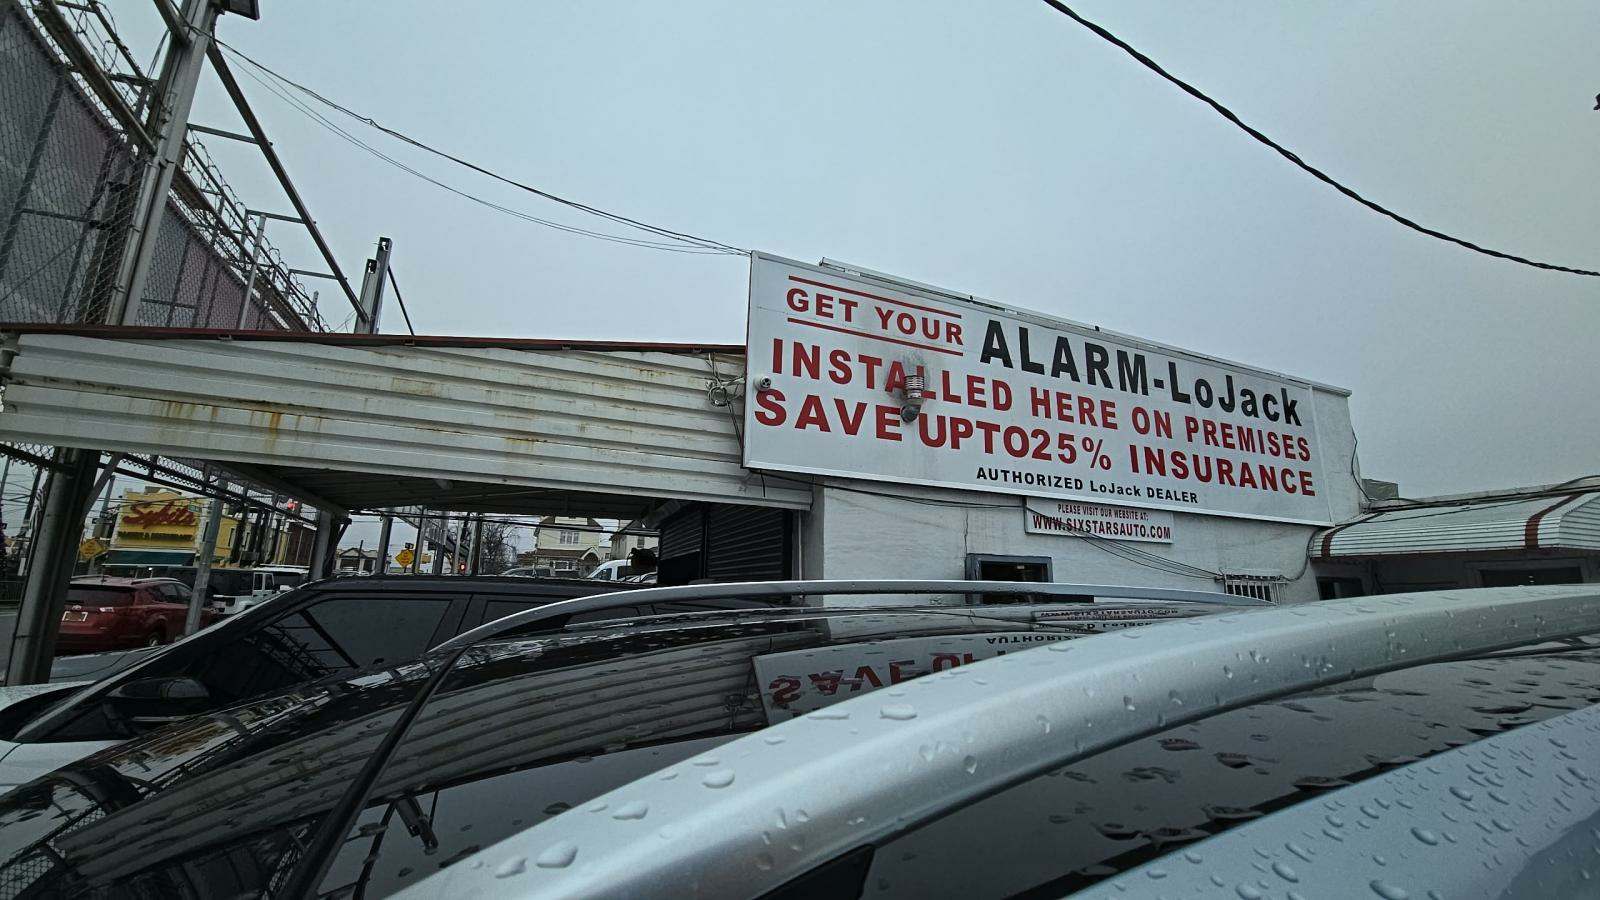 GET YOUR ALARM-LoJack
INSTALLED HERE ON PREMISES
SAVE UPTO25% INSURANCE
AUTHORIZED LoJack DEALER
PLEASE VISIT OUR WEBSITE AT:
WWW.SIXSTARSAUTO.COM
Sybil's